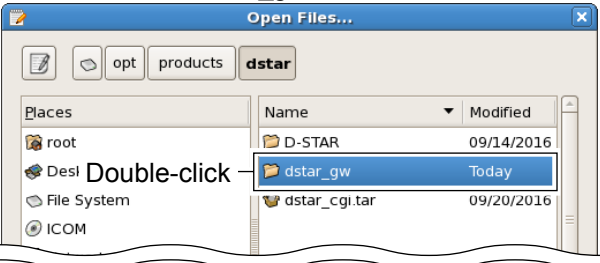 Open Files...
opt products dstar
Places Name Modified
root D-STAR 09/14/2016
Double-click dstar_gw Today
File System dstar_cgi.tar 09/20/2016
ICOM